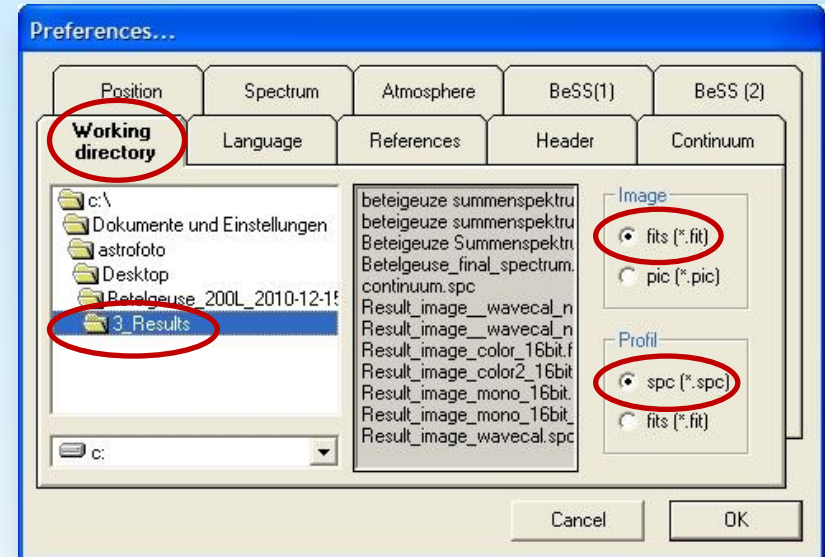 Preferences...
Position
Spectrum
Atmosphere
BeSS(1)
BeSS (2)
Working
directory
Language
References
Header
Continuum
c:\
Dokumente und Einstellungen
astrofoto
Desktop
Betelgeuse_200L_2010-12-15
3_Results
c:
beteigeuze summenspektru
beteigeuze summenspektru
Beteigeuze Summenspektru
Betelgeuse_final_spectrum.
continuum.spc
Result_image__wavecal_n
Result_image__wavecal_n
Result_image_color_16bit.f
Result_image_color2_16bit
Result_image_mono_16bit.
Result_image_mono_16bit_
Result_image_wavecal.spc
Image
fits (*.fit)
pic (*.pic)
Profil
spc (*.spc)
fits (*.fit)
Cancel
OK